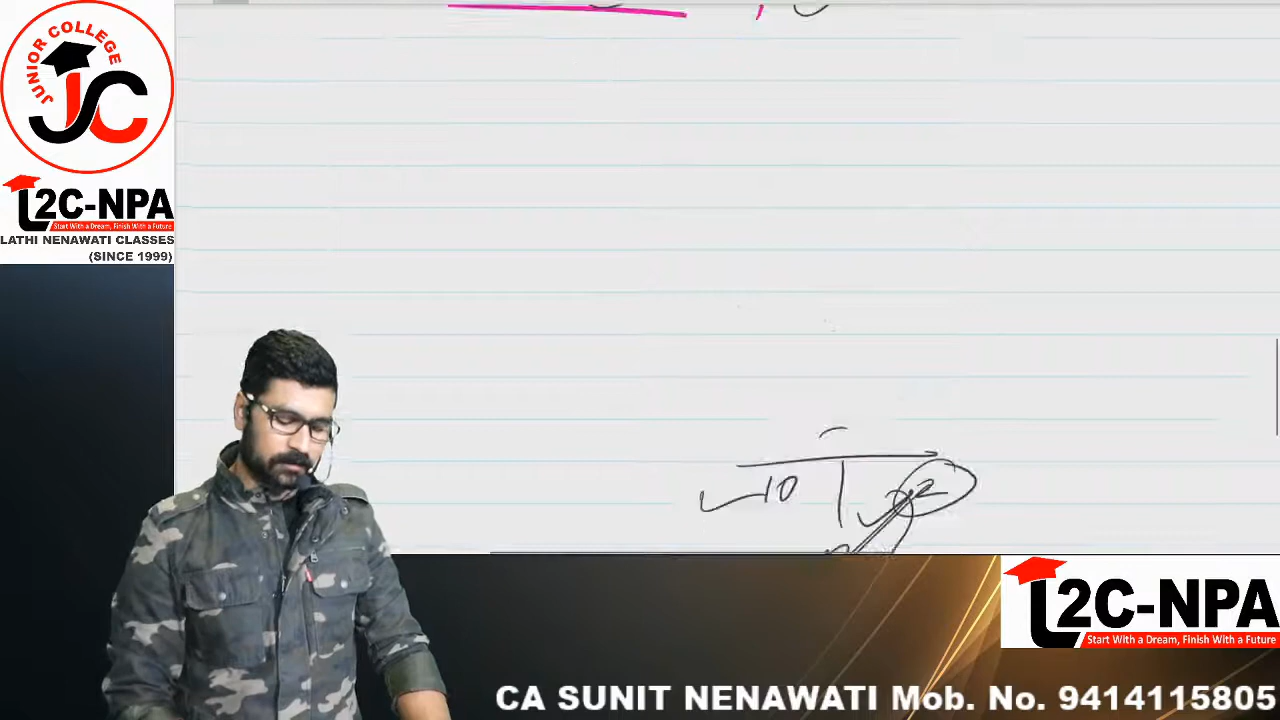 JUNIOR COLLEGE
JC
L2C-NPA
Start With a Dream, Finish With a Future
LATHI NENAWATI CLASSES
(SINCE 1999)
10
L2C-NPA
Start With a Dream, Finish With a Future
CA SUNIT NENAWATI Mob. No. 9414115805